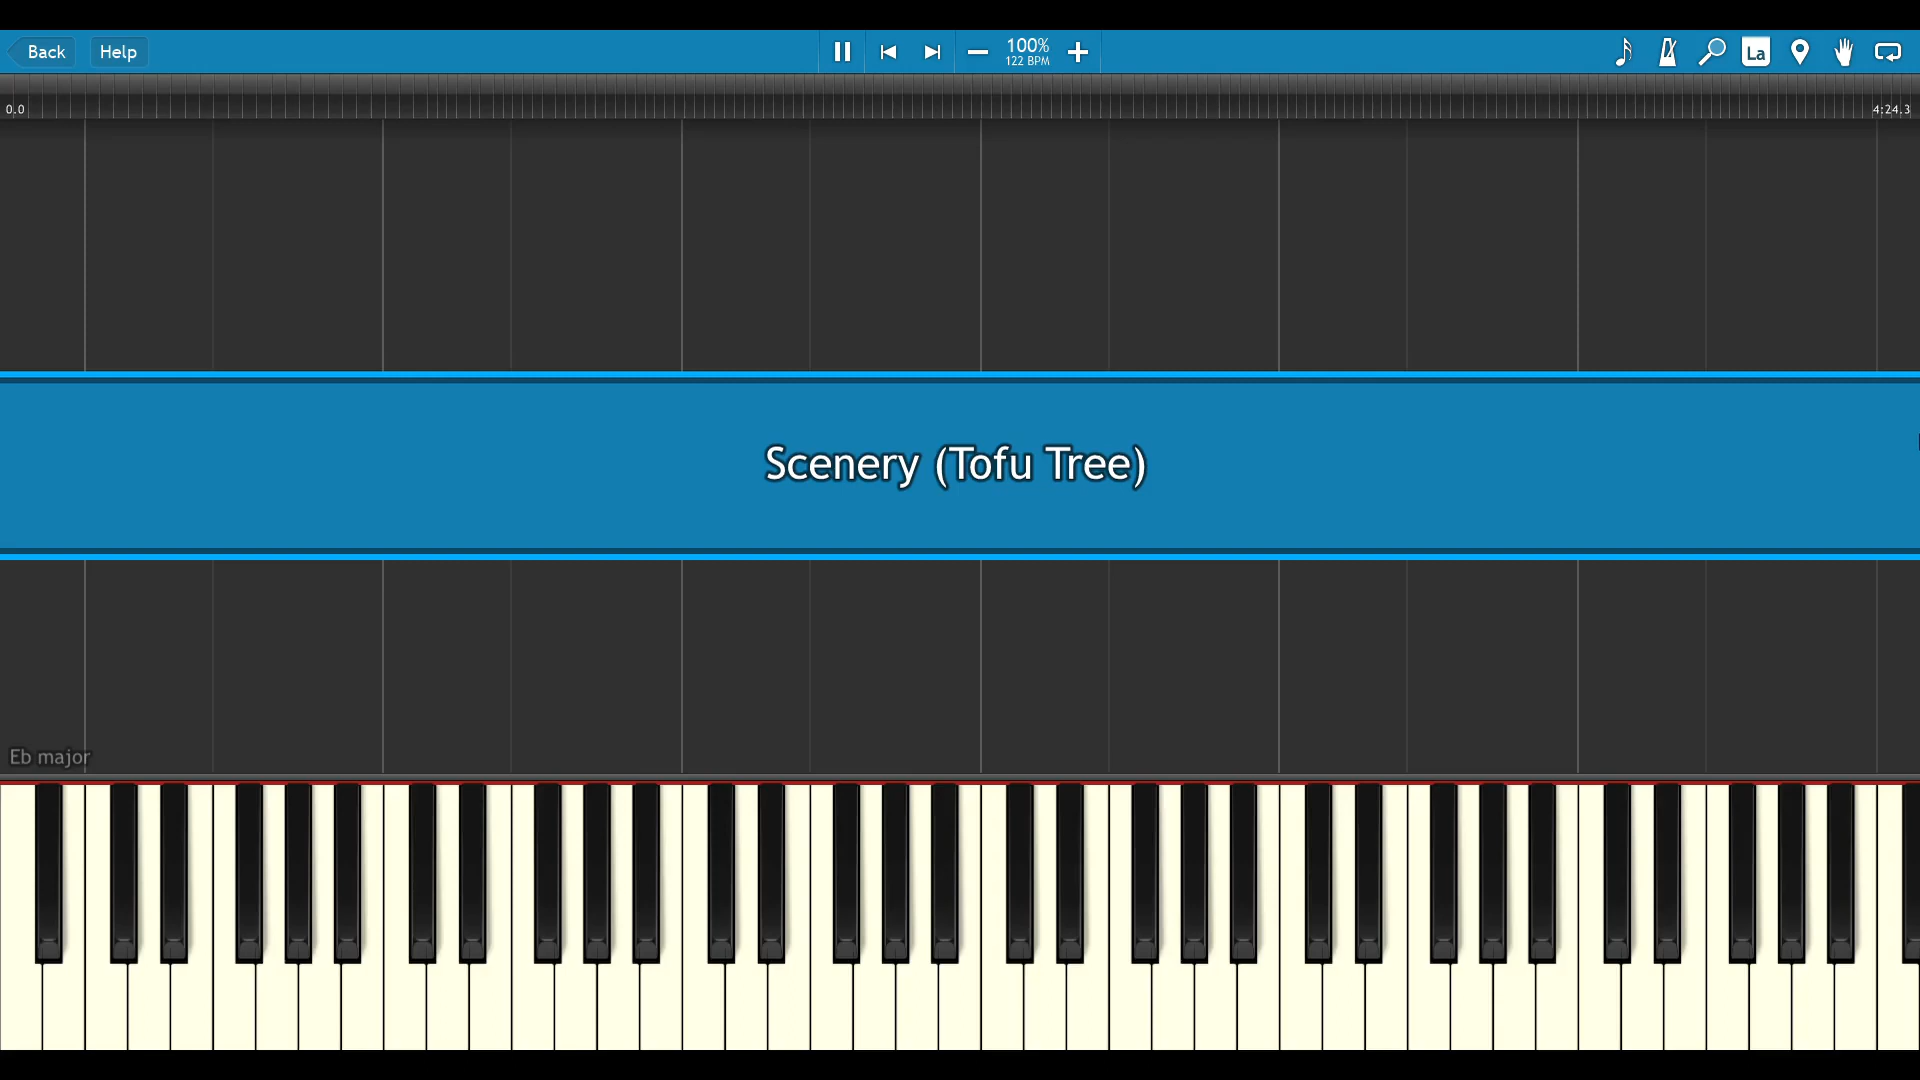 Back Help 100% La
122 BPM
0.0 4:24.3
Scenery (Tofu Tree)
Eb major